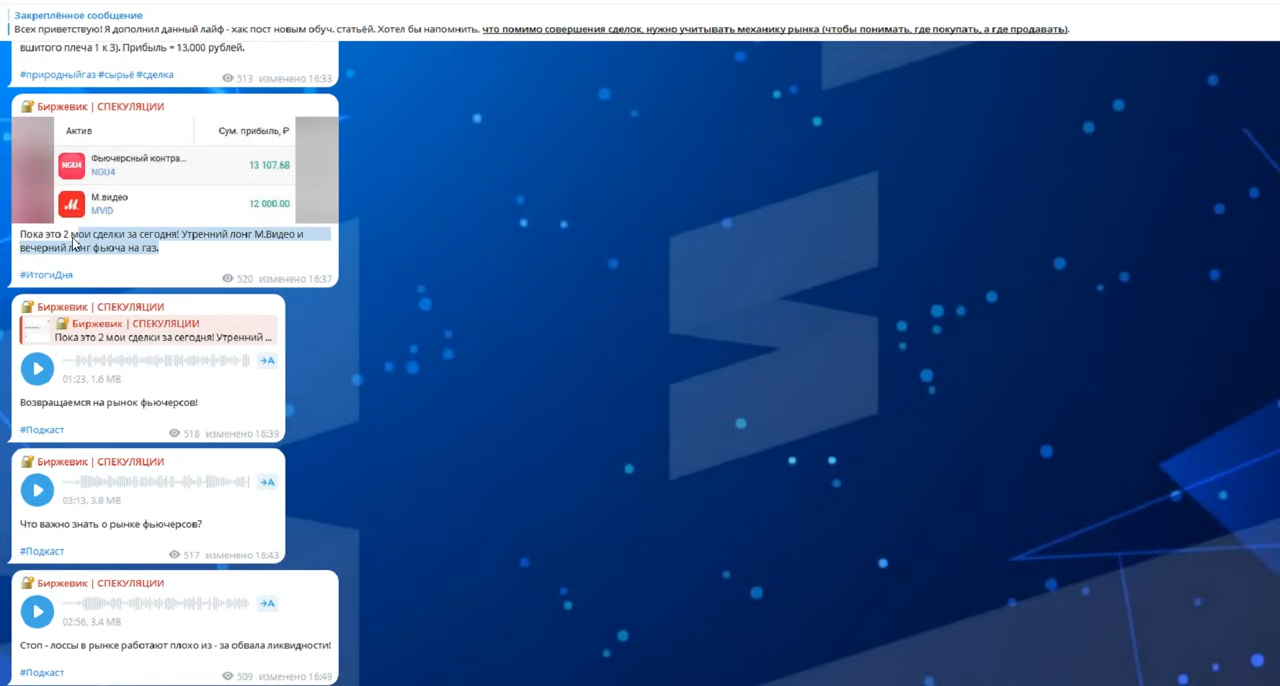 Закреплённое сообщение
Всех приветствую! Я дополнил данный лайф - хак пост новым обуч. статьёй. Хотел бы напомнить, что помимо совершения сделок, нужно учитывать механику рынка (чтобы понимать, где покупать, а где продавать).
вшитого плеча 1 к 3). Прибыль = 13.000 рублей.
#природныйгаз #сырьё #сделка
513 изменено 16:33
Биржевик | СПЕКУЛЯЦИИ
Актив Сум. прибыль, ₽
NGU4
Фьючерсный контра...
13 107.68
NGU4
М.видео
12 000.00
MVID
Пока это 2 мои сделки за сегодня! Утренний лонг М.Видео и
вечерний лонг фьюча на газ.
#ИтогиДня
520 изменено 16:37
Биржевик | СПЕКУЛЯЦИИ
Биржевик | СПЕКУЛЯЦИИ
Пока это 2 мои сделки за сегодня! Утренний ...
→A
01:23, 1.6 MB
Возвращаемся на рынок фьючерсов!
#Подкаст
518 изменено 16:39
Биржевик | СПЕКУЛЯЦИИ
→A
03:13, 3.8 MB
Что важно знать о рынке фьючерсов?
#Подкаст
517 изменено 16:43
Биржевик | СПЕКУЛЯЦИИ
→A
02:56, 3.4 MB
Стоп - лоссы в рынке работают плохо из - за обвала ликвидности!
#Подкаст
509 изменено 16:49